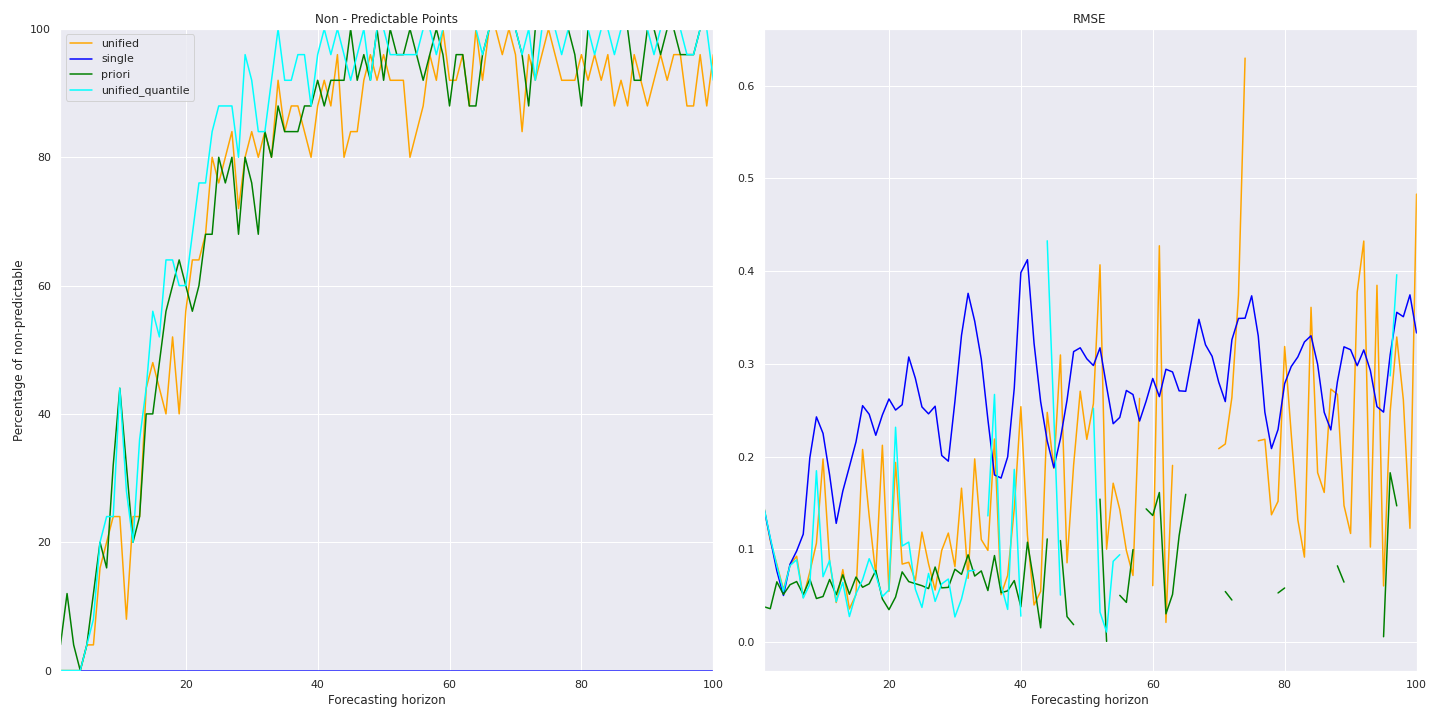 Non - Predictable Points
100
80
60
40
20
0
Percentage of non-predictable
unified
single
priori
unified_quantile
20
40
60
80
100
Forecasting horizon
RMSE
0.6
0.5
0.4
0.3
0.2
0.1
0.0
20
40
60
80
100
Forecasting horizon